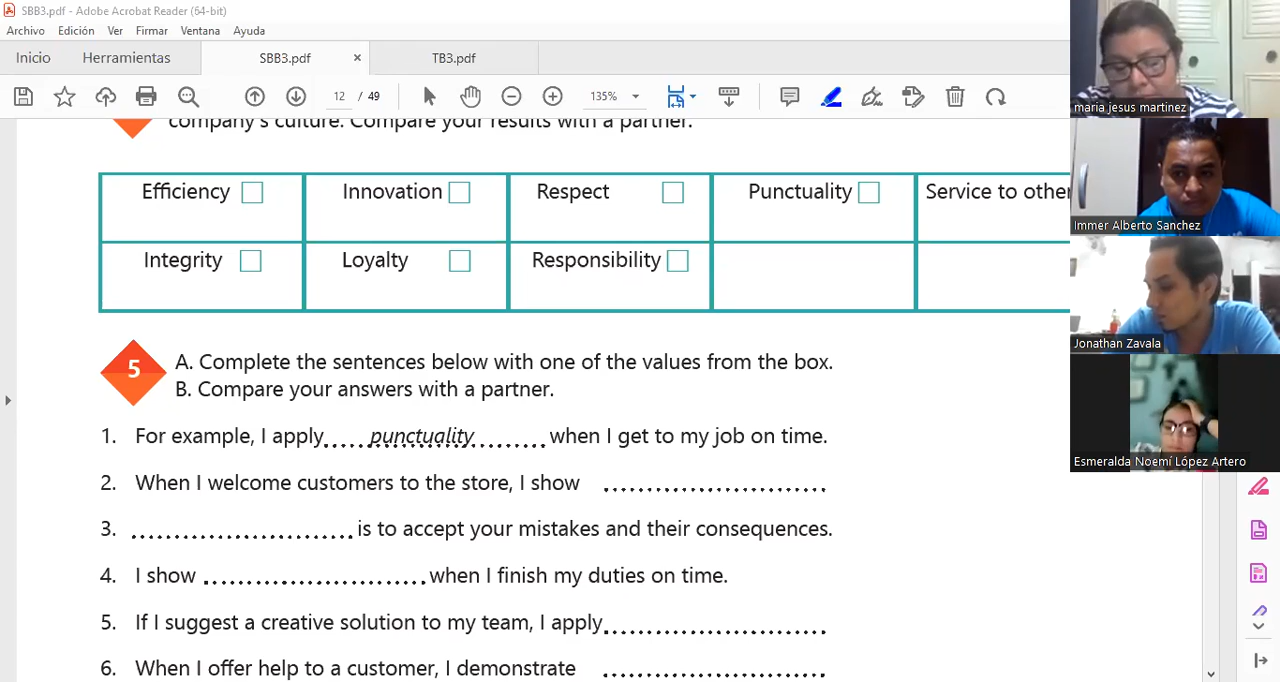 SBB3.pdf - Adobe Acrobat Reader (64-bit)
Archivo Edición Ver Firmar Ventana Ayuda
Inicio Herramientas SBB3.pdf × TB3.pdf
12 / 49 135%
company's culture. Compare your results with a partner.
Efficiency Innovation Respect Punctuality Service to other
Integrity Loyalty Responsibility
5 A. Complete the sentences below with one of the values from the box.
B. Compare your answers with a partner.
1. For example, I apply punctuality when I get to my job on time.
2. When I welcome customers to the store, I show
3. is to accept your mistakes and their consequences.
4. I show when I finish my duties on time.
5. If I suggest a creative solution to my team, I apply
6. When I offer help to a customer, I demonstrate
maria jesus martinez
Immer Alberto Sanchez
Jonathan Zavala
Esmeralda Noemí López Artero